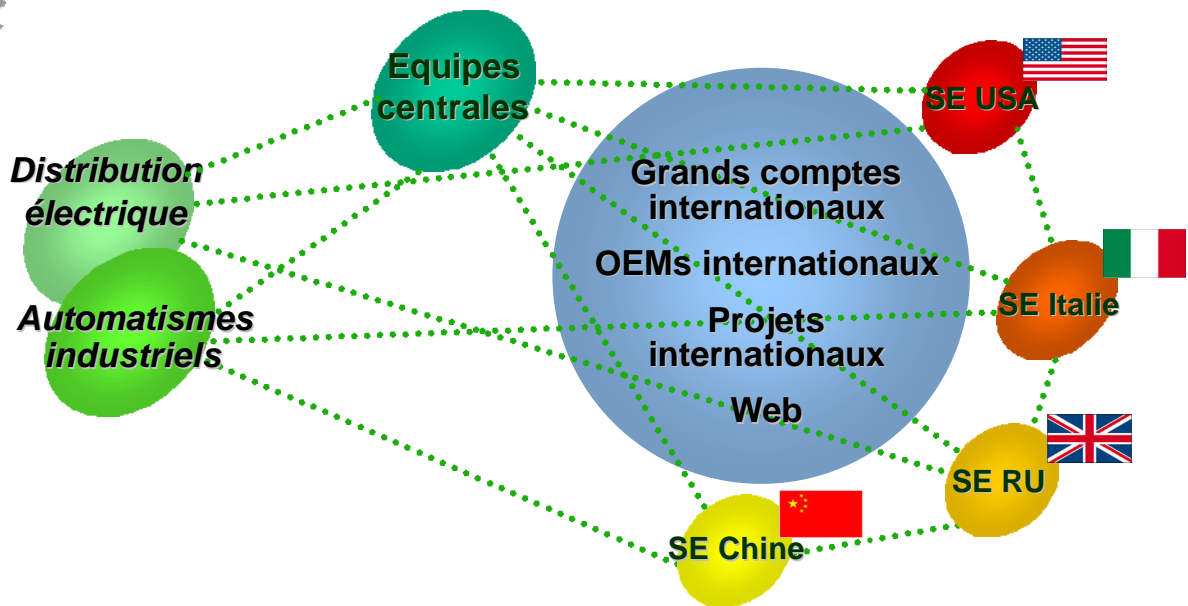 Equipes
centrales
SE USA
Distribution
électrique
Grands comptes
internationaux
OEMs internationaux
SE Italie
Automatismes
industriels
Projets
internationaux
Web
SE RU
SE Chine